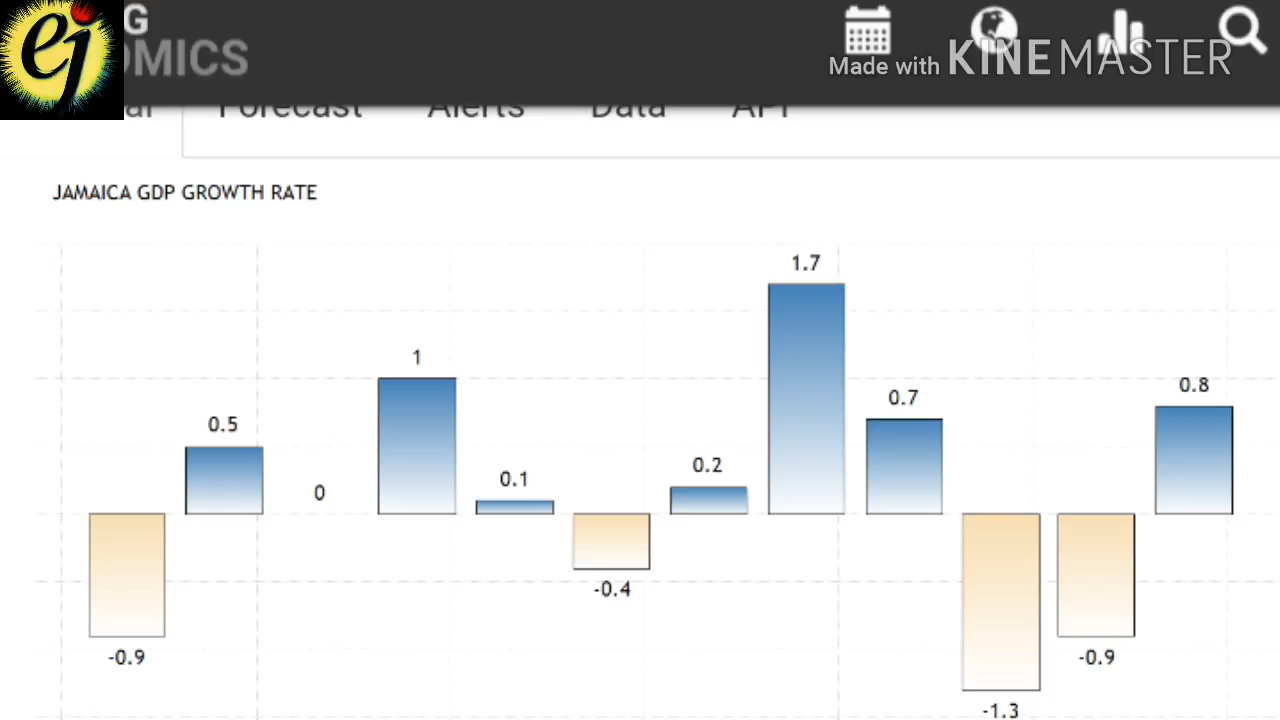 ej
G
OMICS
Made with KINEMASTER
Forecast Alerts Data API
JAMAICA GDP GROWTH RATE
1.7
1
0.8
0.7
0.5
0.2
0.1
0
-0.4
-0.9
-0.9
-1.3